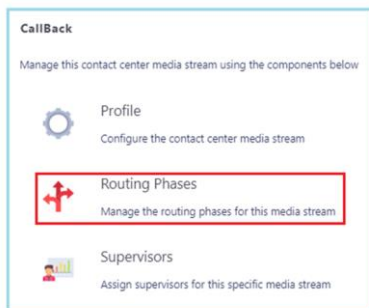 CallBack
Manage this contact center media stream using the components below
Profile
Configure the contact center media stream
Routing Phases
Manage the routing phases for this media stream
Supervisors
Assign supervisors for this specific media stream